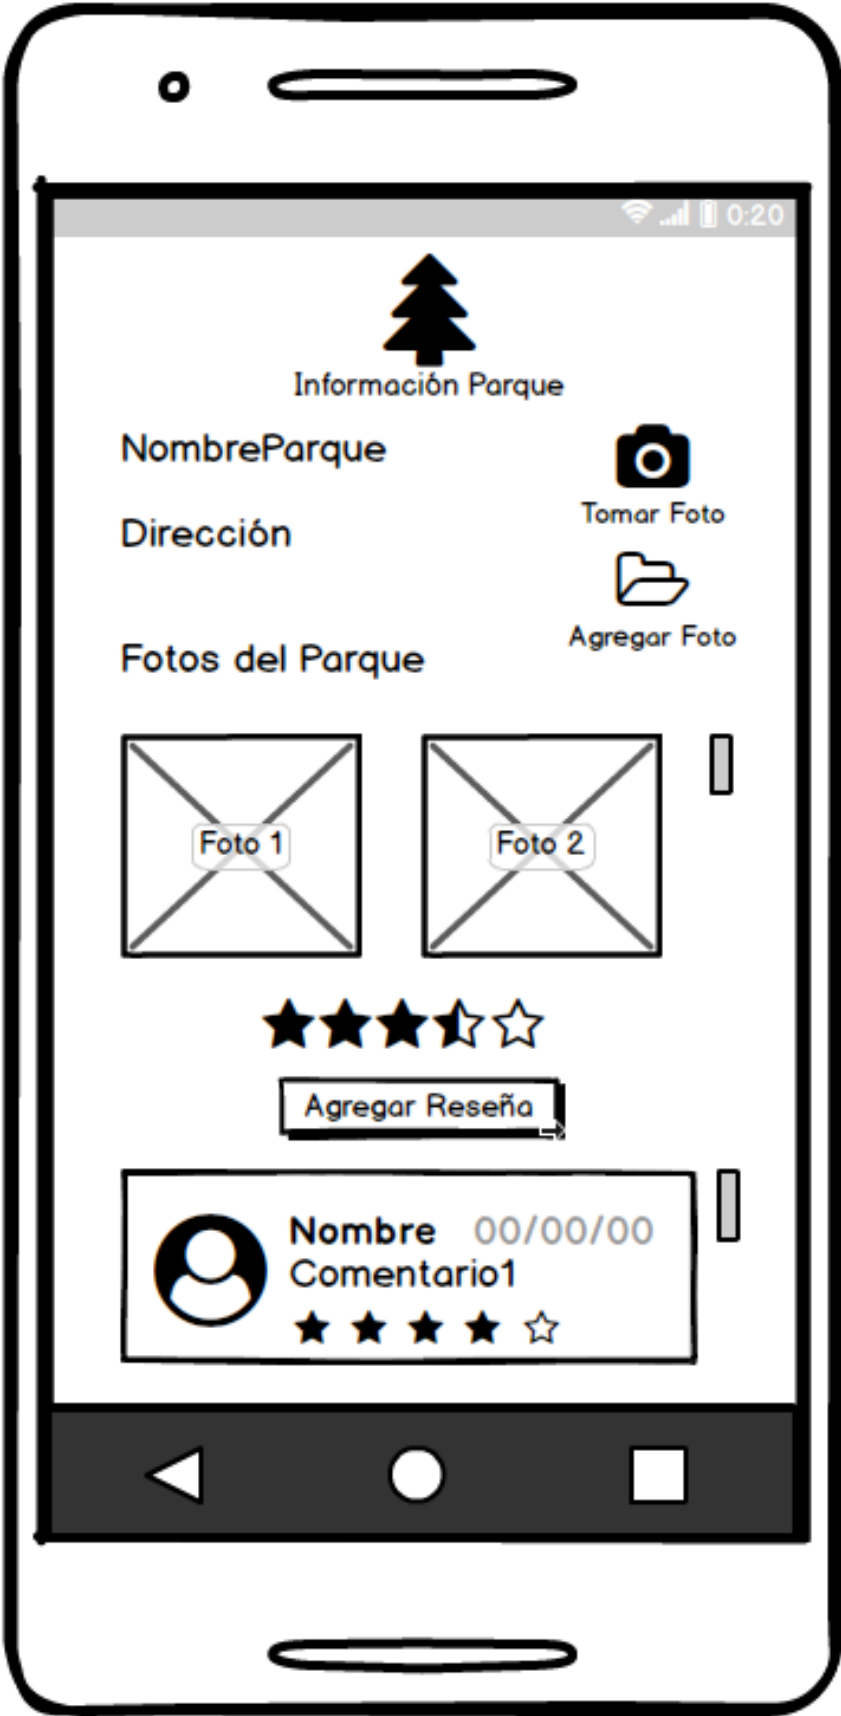 0:20
Información Parque
NombreParque
Tomar Foto
Dirección
Agregar Foto
Fotos del Parque
Foto 1
Foto 2
Agregar Reseña
Nombre 00/00/00
Comentario1